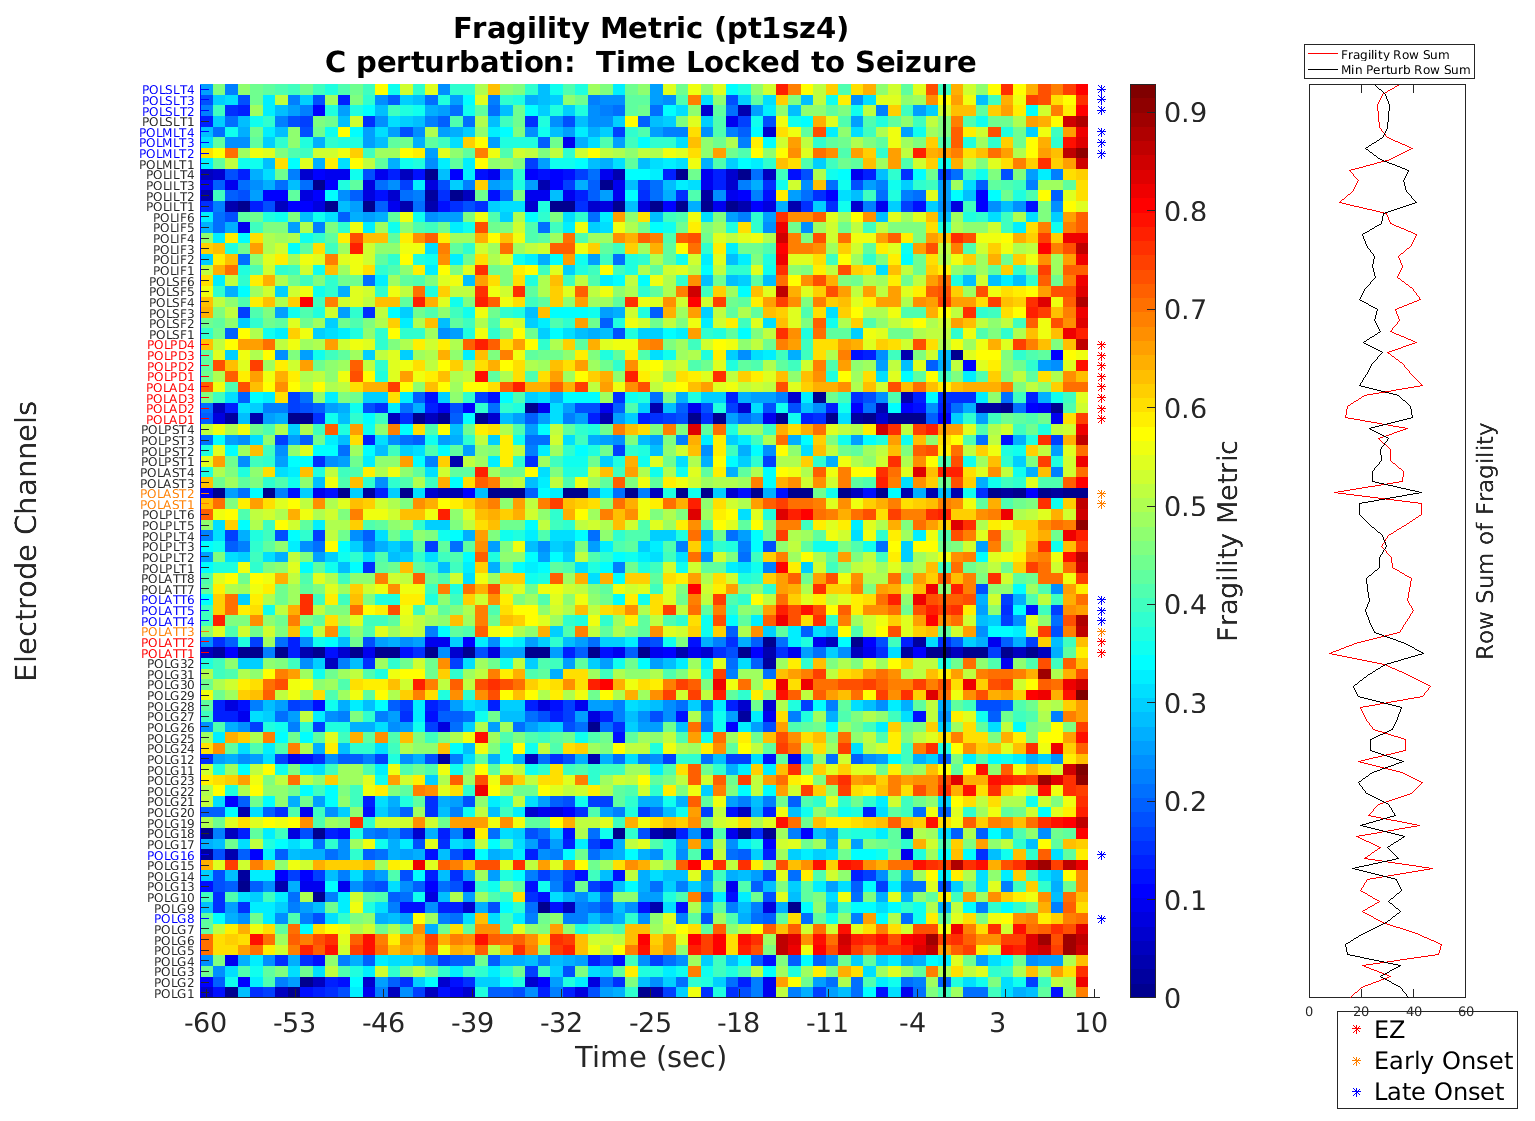 Fragility Metric (pt1sz4)
C perturbation: Time Locked to Seizure
Electrode Channels
POLSLT4
POLSLT3
POLSLT2
POLSLT1
POLMLT4
POLMLT3
POLMLT2
POLMLT1
POLILT4
POLILT3
POLILT2
POLILT1
POLIF6
POLIF5
POLIF4
POLIF3
POLIF2
POLIF1
POLSF6
POLSF5
POLSF4
POLSF3
POLSF2
POLSF1
POLPD4
POLPD3
POLPD2
POLPD1
POLAD4
POLAD3
POLAD2
POLAD1
POLPST4
POLPST3
POLPST2
POLPST1
POLAST4
POLAST3
POLAST2
POLAST1
POLPLT6
POLPLT5
POLPLT4
POLPLT3
POLPLT2
POLPLT1
POLATT8
POLATT7
POLATT6
POLATT5
POLATT4
POLATT3
POLATT2
POLATT1
POLG32
POLG31
POLG30
POLG29
POLG28
POLG27
POLG26
POLG25
POLG24
POLG12
POLG11
POLG23
POLG22
POLG21
POLG20
POLG19
POLG18
POLG17
POLG16
POLG15
POLG14
POLG13
POLG10
POLG9
POLG8
POLG7
POLG6
POLG5
POLG4
POLG3
POLG2
POLG1
-60 -53 -46 -39 -32 -25 -18 -11 -4 3 10
Time (sec)
0.9
0.8
0.7
0.6
0.5
0.4
0.3
0.2
0.1
0
Fragility Metric
Fragility Row Sum
Min Perturb Row Sum
0 20 40 60
Row Sum of Fragility
EZ
Early Onset
Late Onset